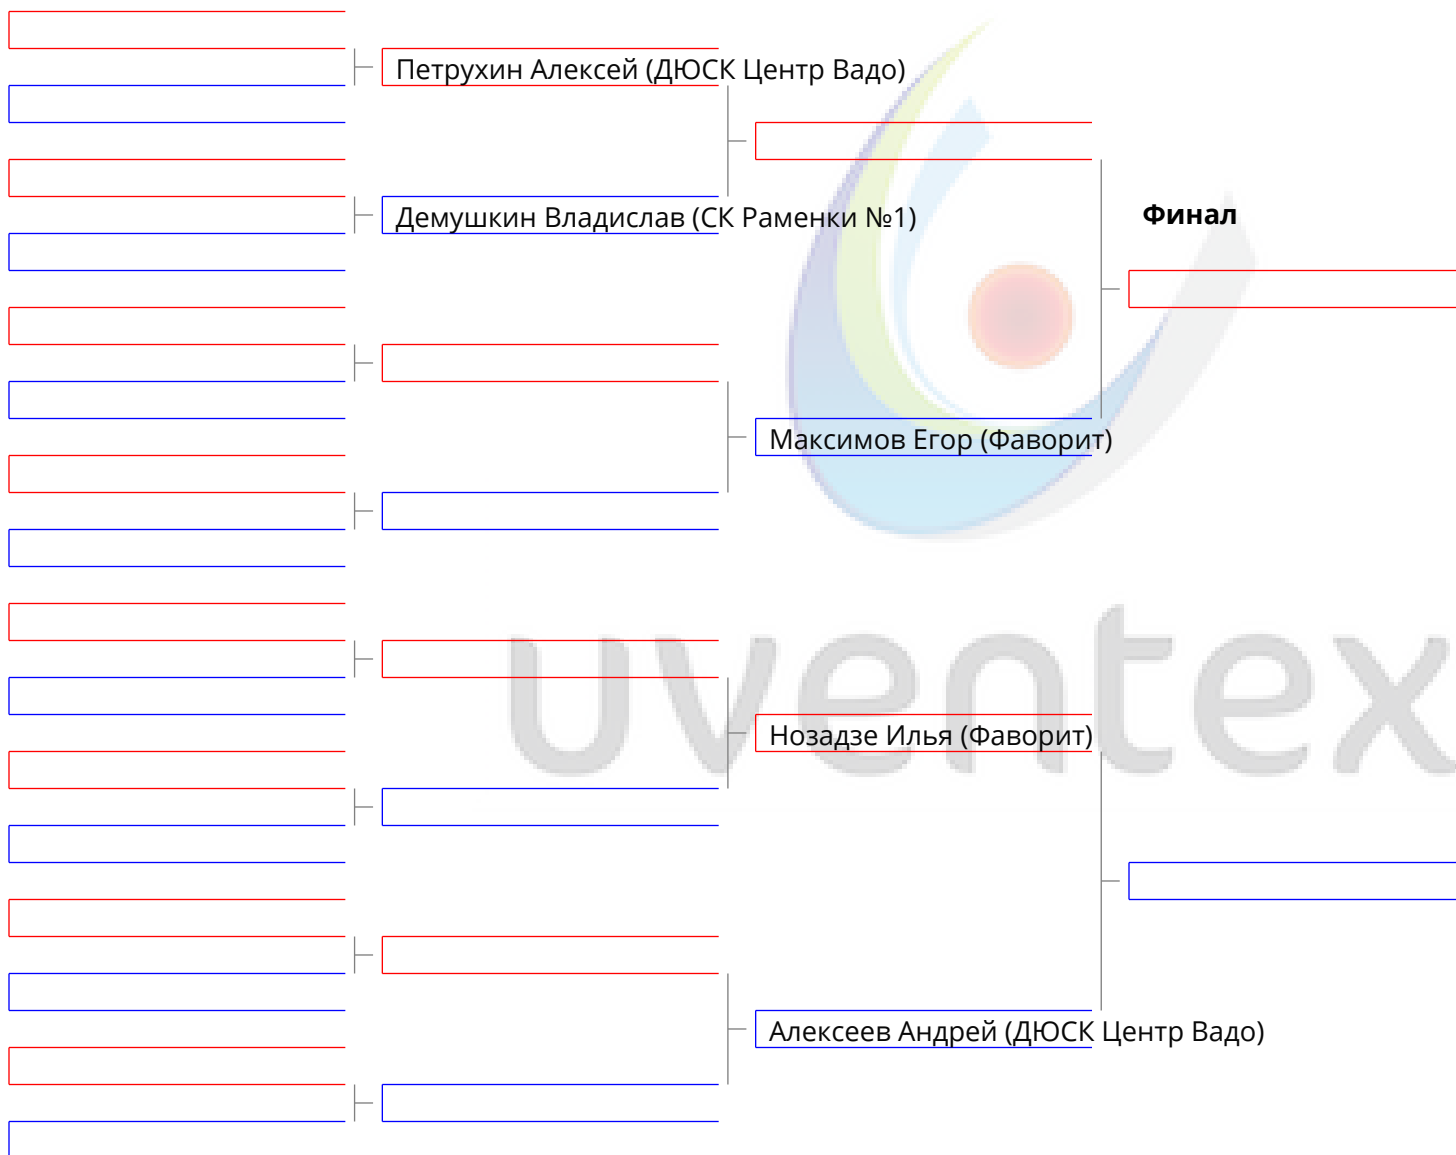 Петрухин Алексей (ДЮСК Центр Вадо)
Демушкин Владислав (СК Раменки №1)
Финал
Максимов Егор (Фаворит)
uventex
Нозадзе Илья (Фаворит)
Алексеев Андрей (ДЮСК Центр Вадо)